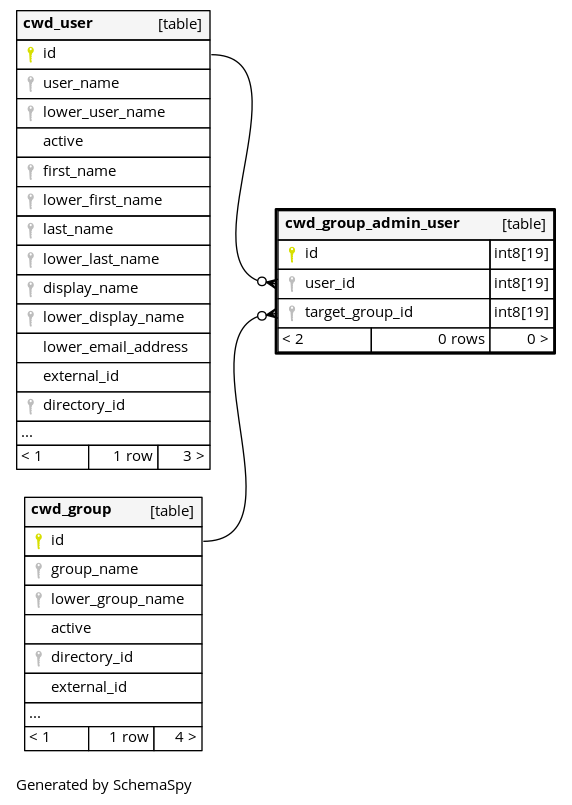 cwd_user [table]
id
user_name
lower_user_name
active
first_name
lower_first_name
last_name
lower_last_name
display_name
lower_display_name
lower_email_address
external_id
directory_id
...
< 1 1 row 3 >
cwd_group_admin_user [table]
id int8[19]
user_id int8[19]
target_group_id int8[19]
< 2 0 rows 0 >
cwd_group [table]
id
group_name
lower_group_name
active
directory_id
external_id
...
< 1 1 row 4 >
Generated by SchemaSpy